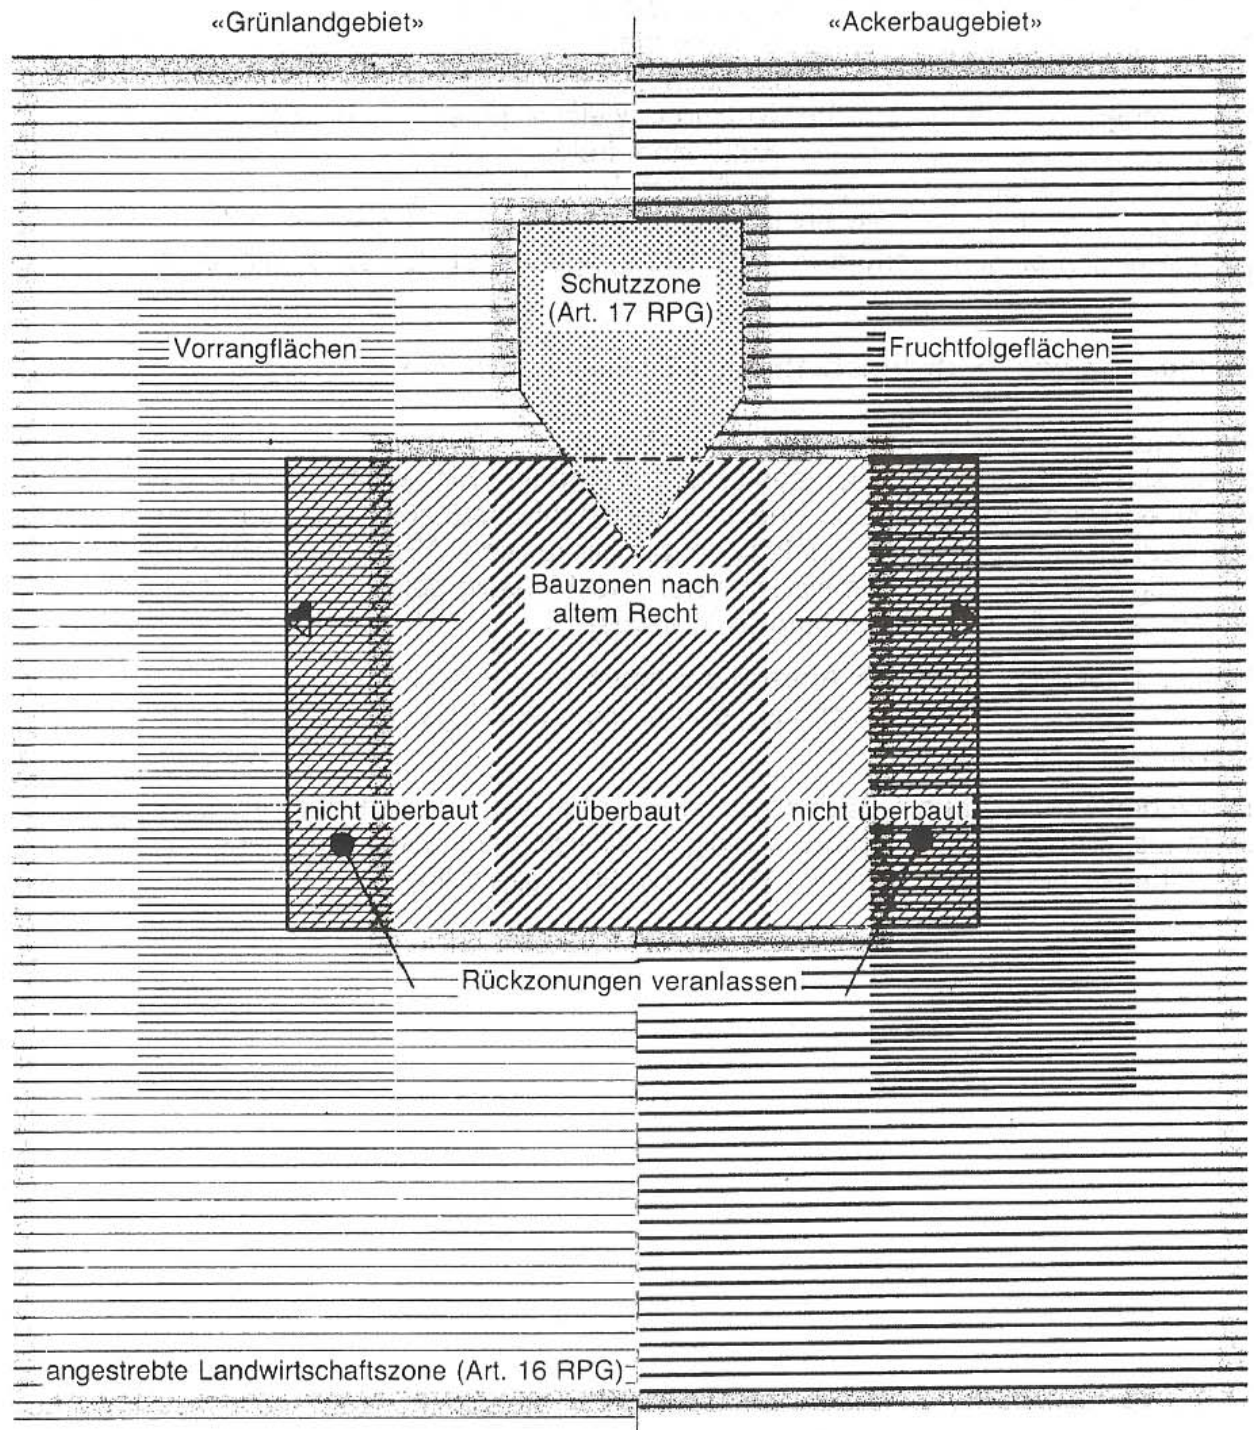 «Grünlandgebiet»
«Ackerbaugebiet»
Schutzzone
(Art. 17 RPG)
Vorrangflächen
Fruchtfolgeflächen
Bauzonen nach
altem Recht
nicht überbaut
überbaut
nicht überbaut
Rückzonungen veranlassen
angestrebte Landwirtschaftszone (Art. 16 RPG)